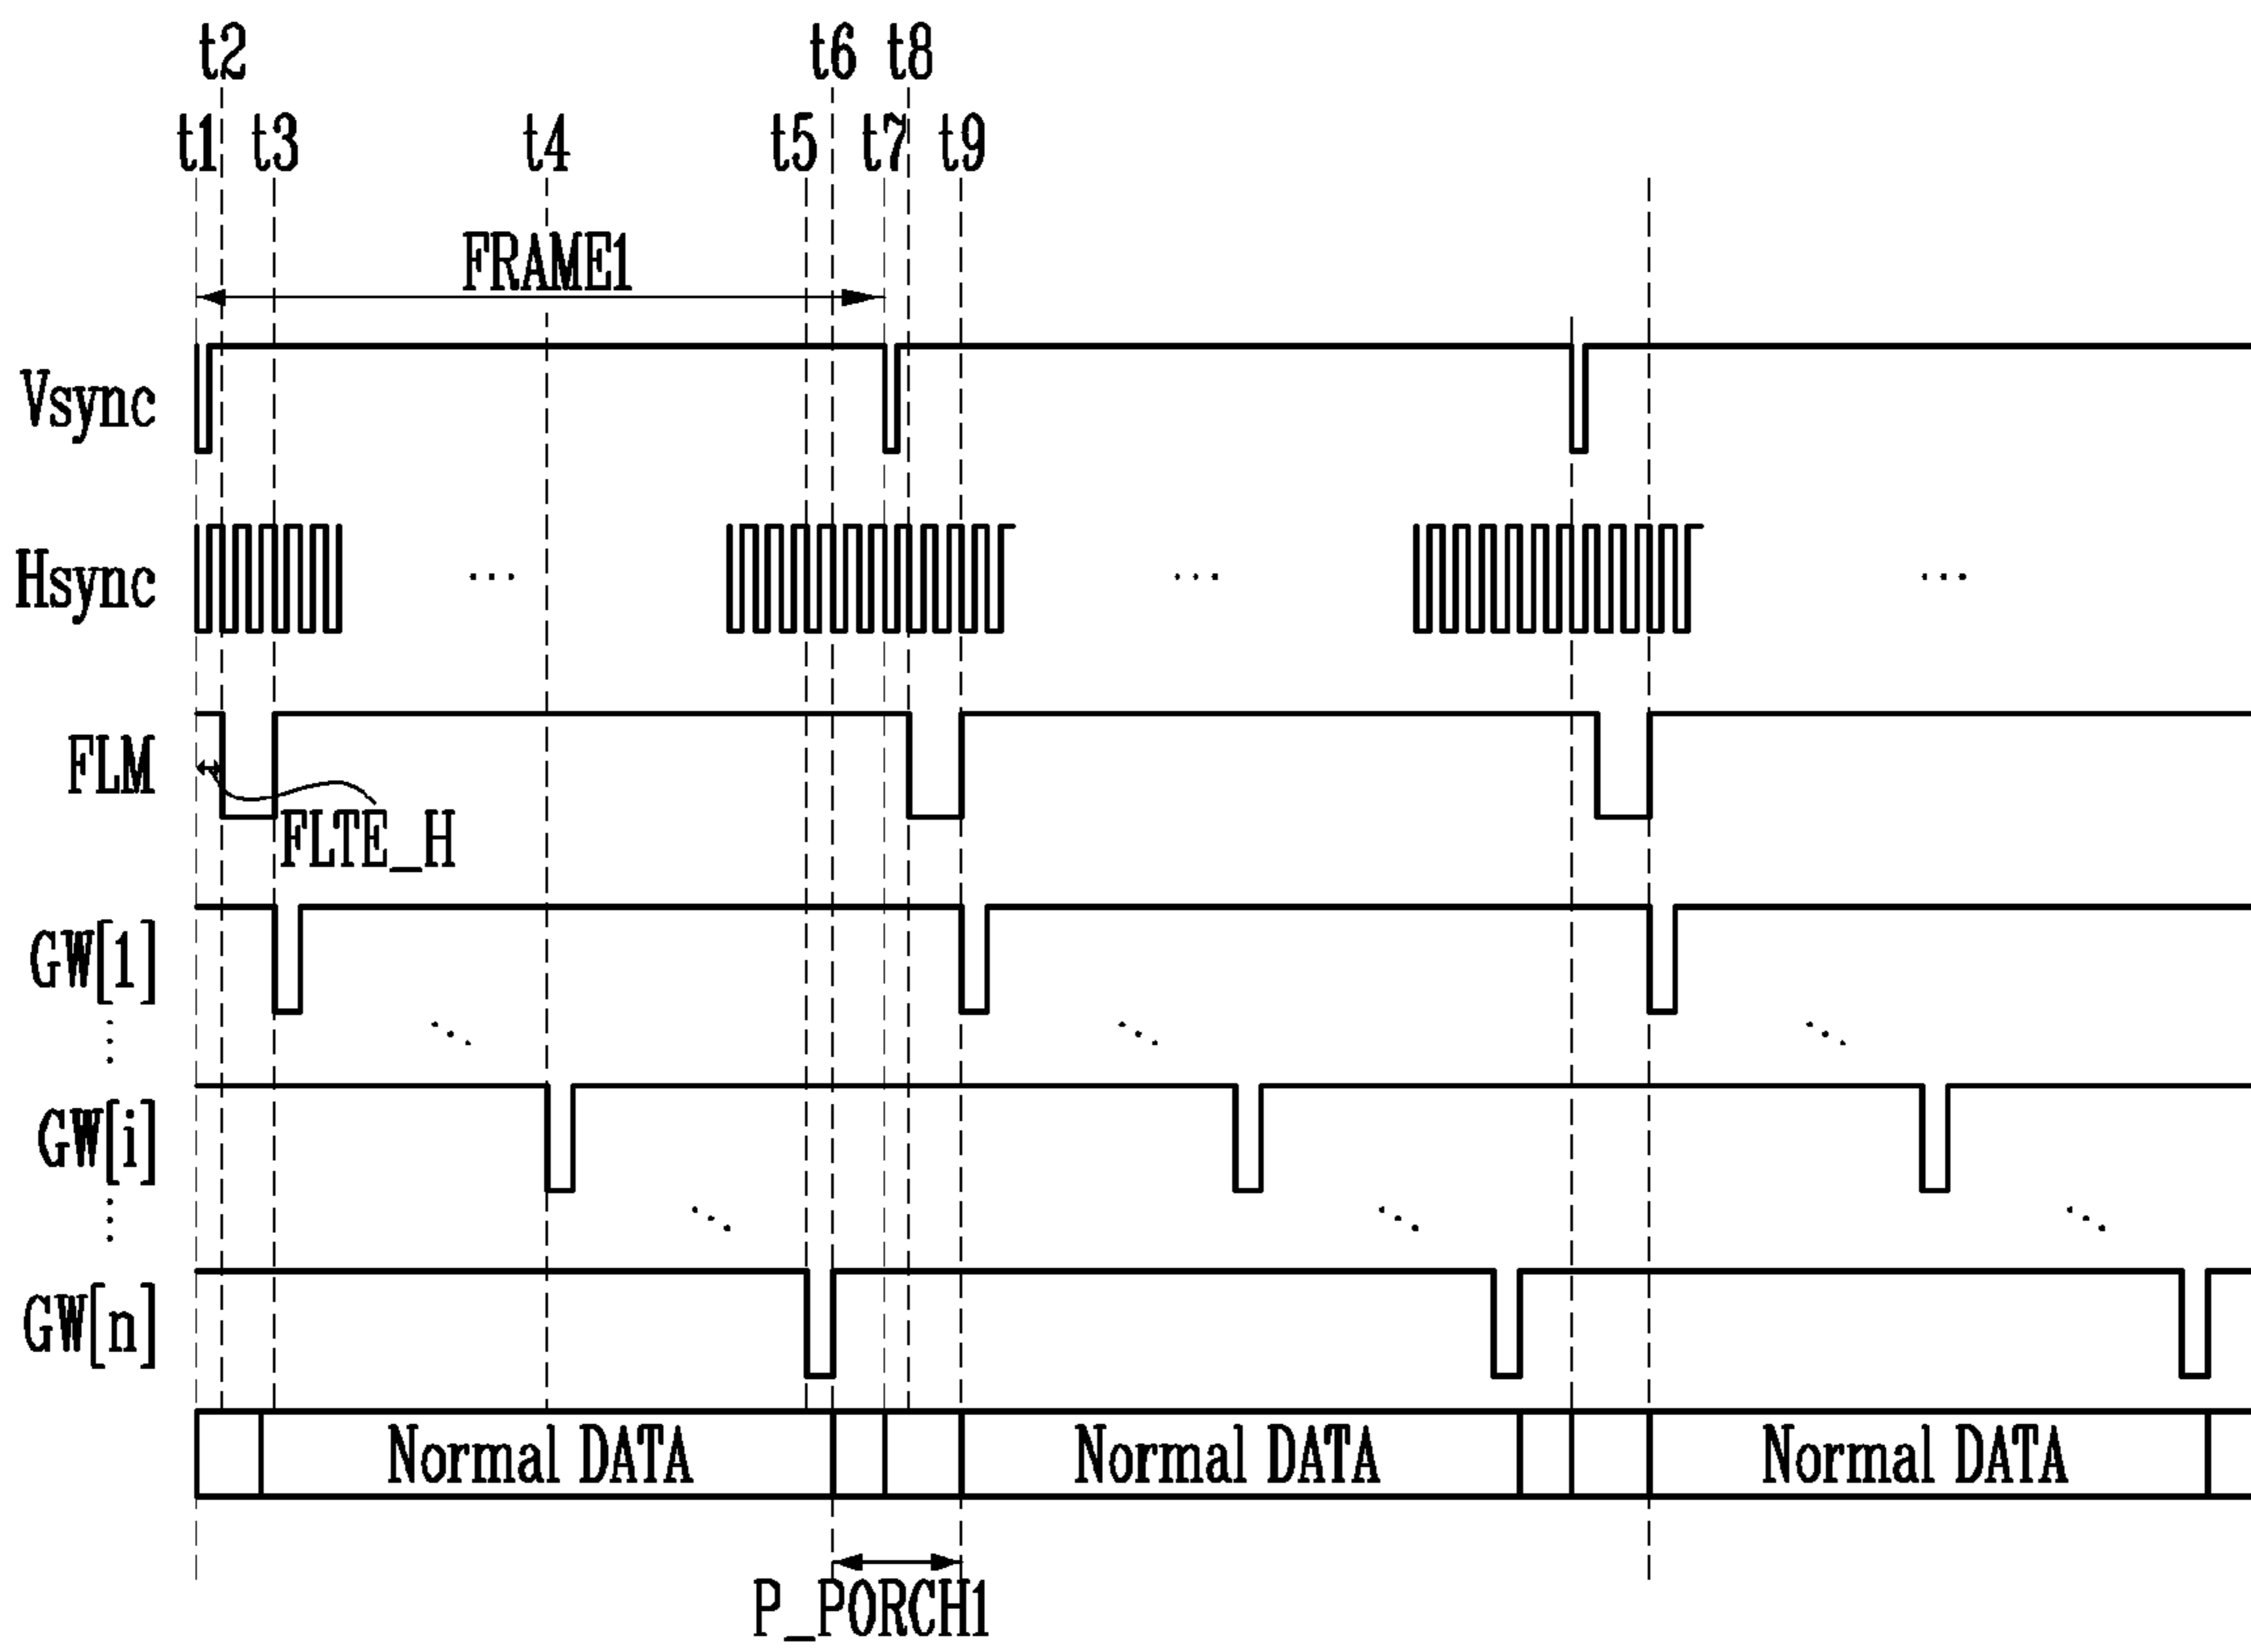 t2 t6 t8
t1 t3 t4 t5 t7 t9
FRAME1
Vsync
Hsync
...
...
...
FLM
FLTE_H
GW[1]
GW[i]
GW[n]
Normal DATA Normal DATA Normal DATA
P_PORCH1